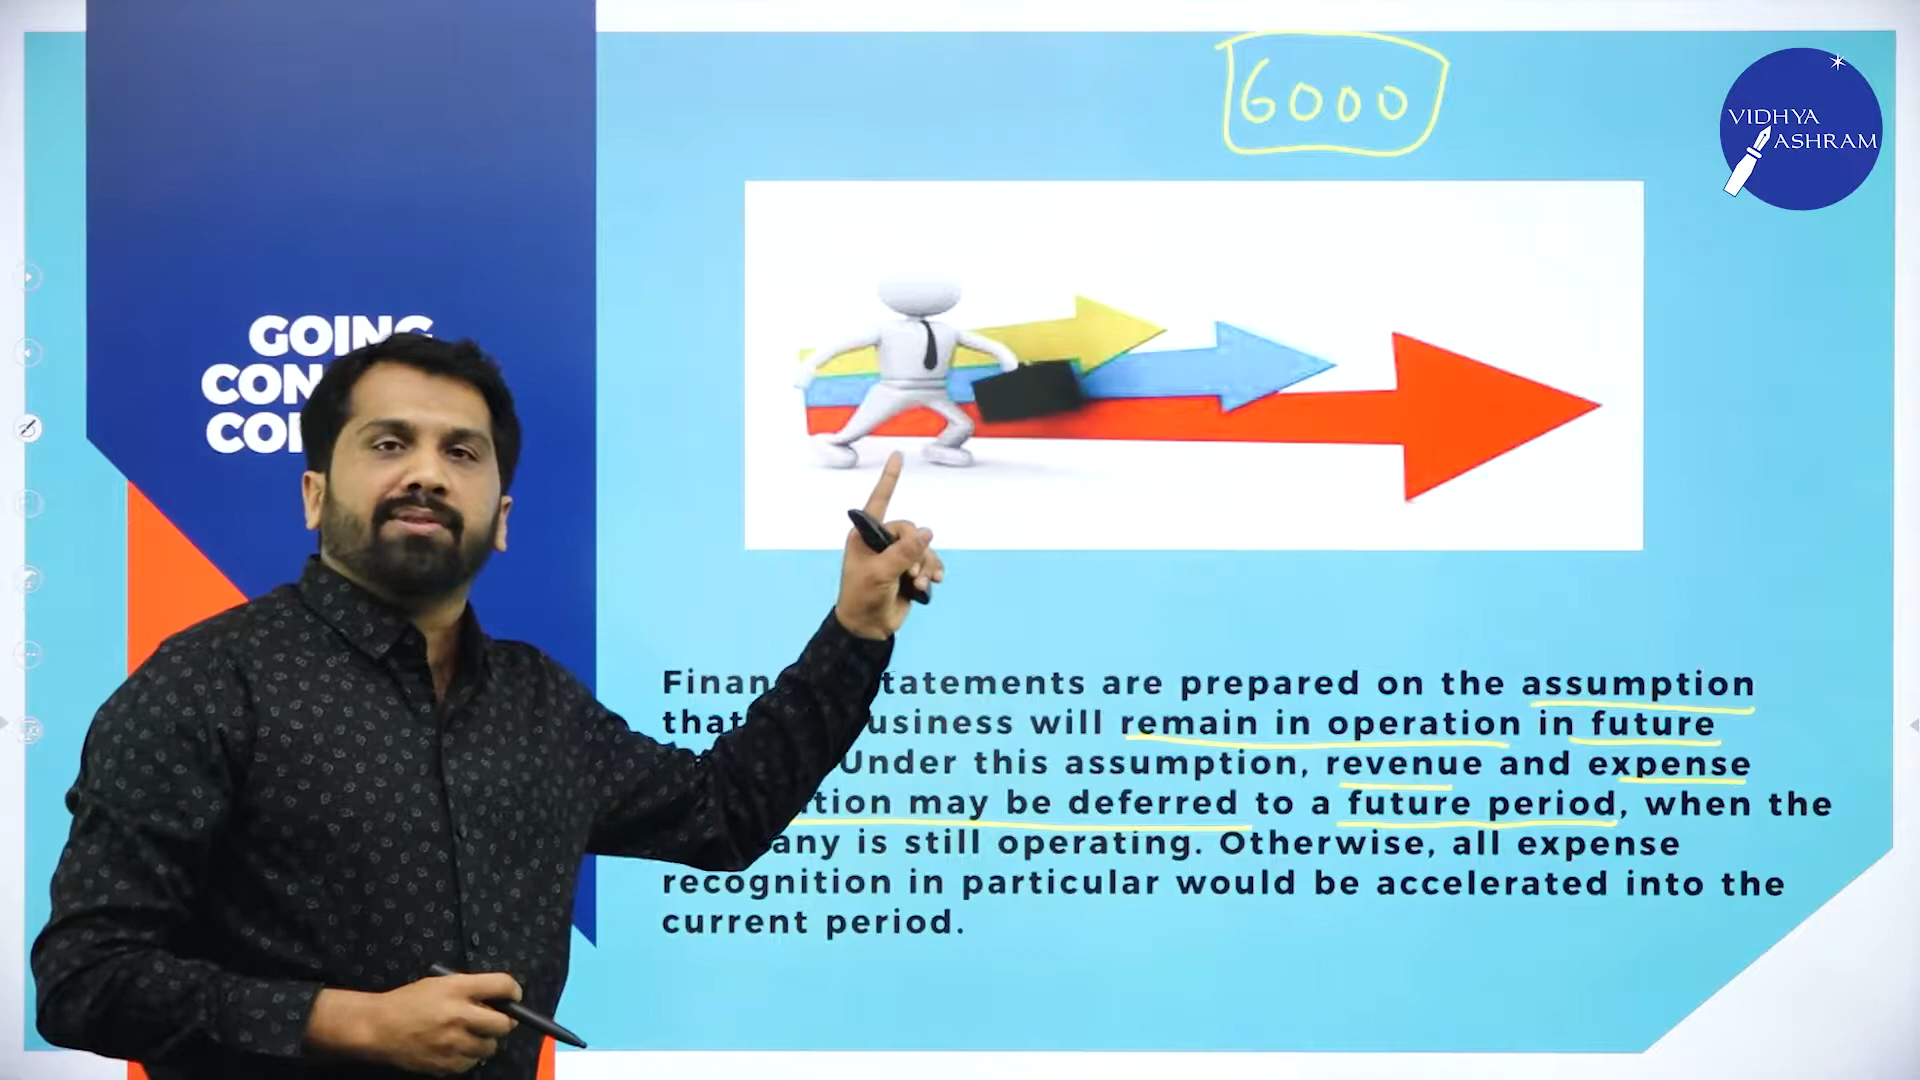 6000
VIDHYA
ASHRAM
GOING
CON
CO
Finan tatements are prepared on the assumption
that usiness will remain in operation in future
Under this assumption, revenue and expense
ition may be deferred to a future period, when the
any is still operating. Otherwise, all expense
recognition in particular would be accelerated into the
current period.